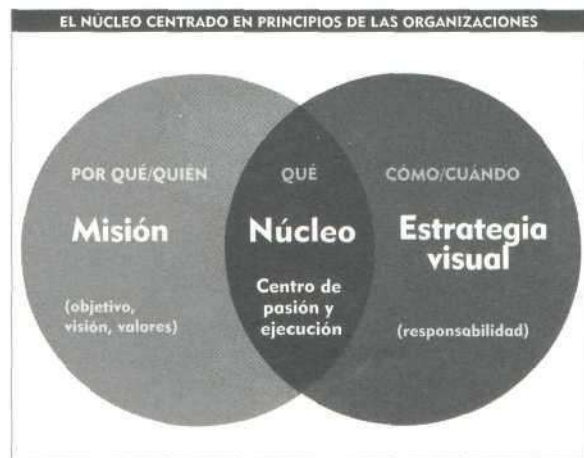 EL NÚCLEO CENTRADO EN PRINCIPIOS DE LAS ORGANIZACIONES
POR QUÉ/QUIÉN
Misión
(objetivo,
visión, valores)
QUÉ
Núcleo
Centro de
pasión y
ejecución
CÓMO/CUÁNDO
Estrategia
visual
(responsabilidad)